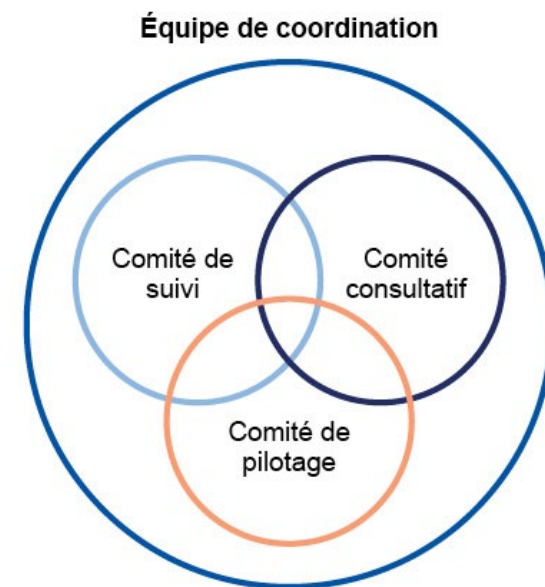 Équipe de coordination
Comité de
suivi
Comité
consultatif
Comité de
pilotage